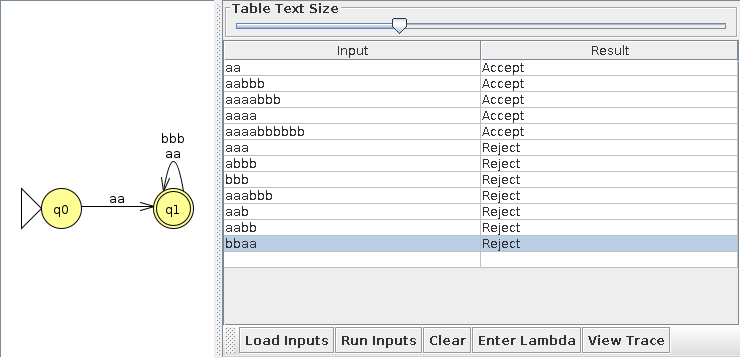 Table Text Size
Input Result
aa Accept
aabbb Accept
aaaabbb Accept
aaaa Accept
aaaabbbbbb Accept
aaa Reject
abbb Reject
bbb Reject
aaabbb Reject
aab Reject
aabb Reject
bbaa Reject
bbb
aa
q0 aa q1
Load Inputs Run Inputs Clear Enter Lambda View Trace